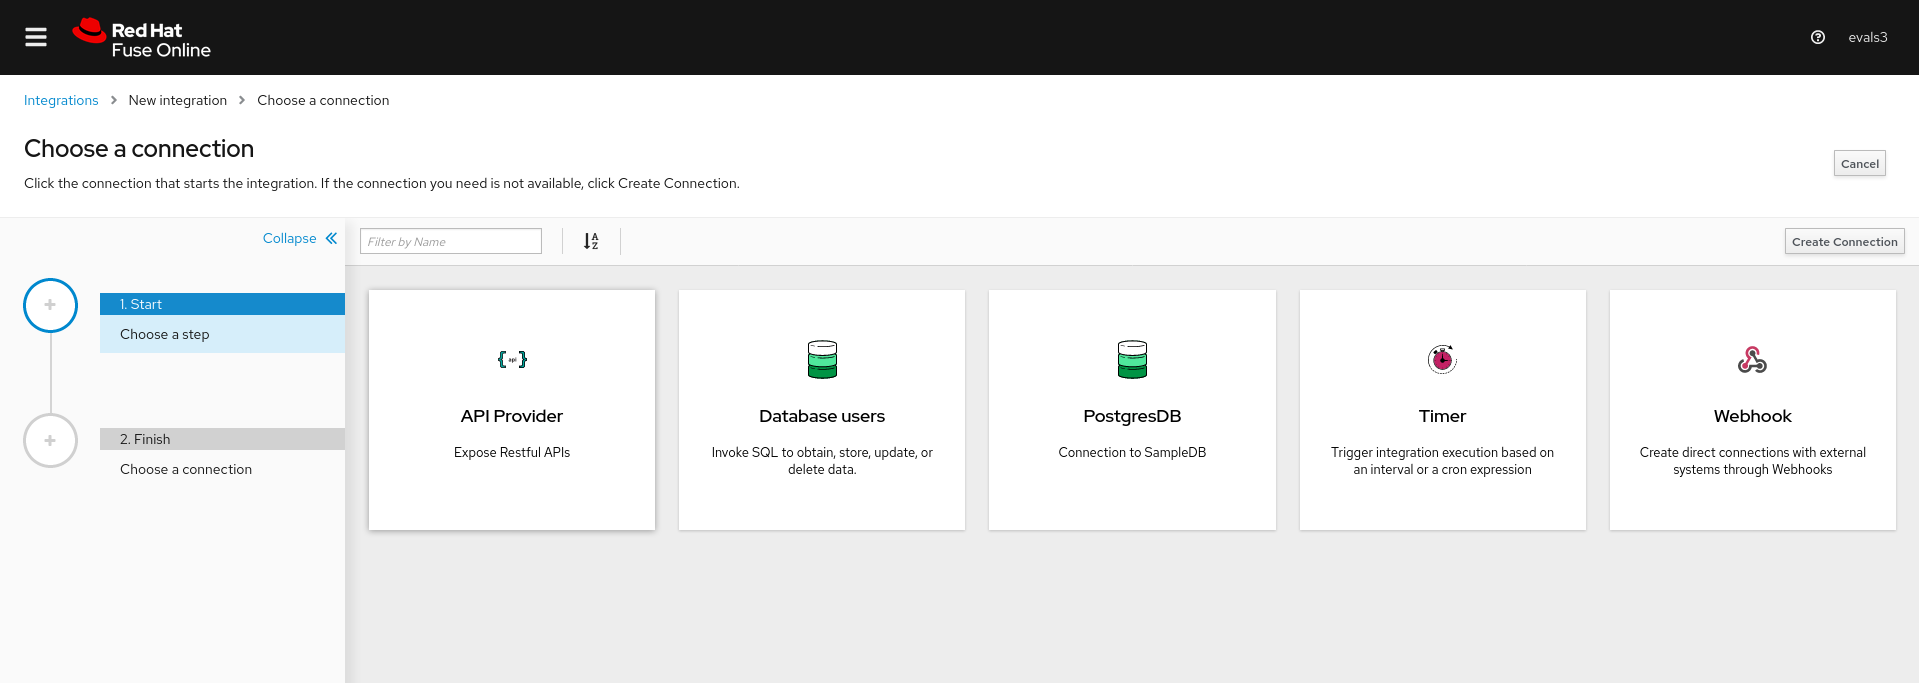 Red Hat
Fuse Online
evals3
Integrations > New integration > Choose a connection
Choose a connection
Click the connection that starts the integration. If the connection you need is not available, click Create Connection.
Cancel
Collapse
Filter by Name
A
Z
Create Connection
1. Start
Choose a step
2. Finish
Choose a connection
{ api }
API Provider
Expose Restful APIs
Database users
Invoke SQL to obtain, store, update, or
delete data.
PostgresDB
Connection to SampleDB
Timer
Trigger integration execution based on
an interval or a cron expression
Webhook
Create direct connections with external
systems through Webhooks